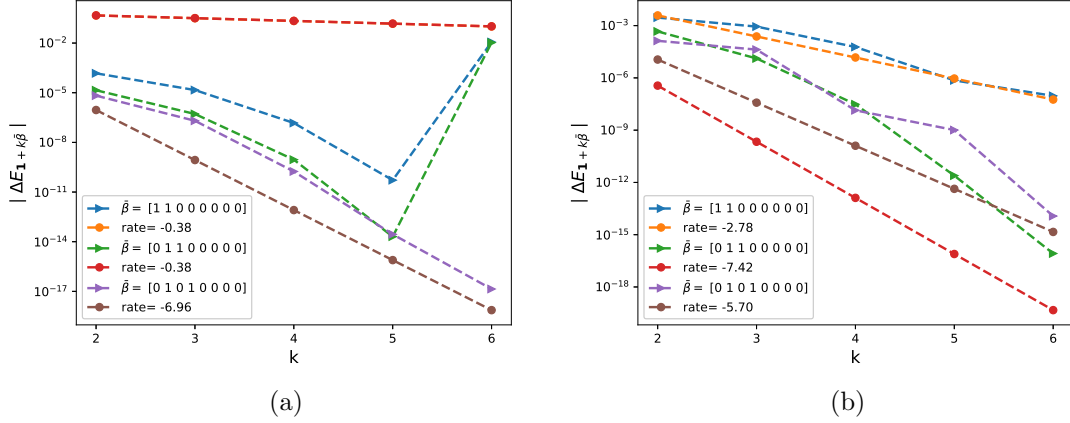 10⁻²
10⁻⁵
10⁻⁸
10⁻¹¹
10⁻¹⁴
10⁻¹⁷
| ΔE₁ ₊ ₖβ̄ |
β̄ = [1 1 0 0 0 0 0 0]
rate= -0.38
β̄ = [0 1 1 0 0 0 0 0]
rate= -0.38
β̄ = [0 1 0 1 0 0 0 0]
rate= -6.96
2 3 4 5 6
k
(a)
10⁻³
10⁻⁶
10⁻⁹
10⁻¹²
10⁻¹⁵
10⁻¹⁸
| ΔE₁ ₊ ₖβ̄ |
β̄ = [1 1 0 0 0 0 0 0]
rate= -2.78
β̄ = [0 1 1 0 0 0 0 0]
rate= -7.42
β̄ = [0 1 0 1 0 0 0 0]
rate= -5.70
2 3 4 5 6
k
(b)